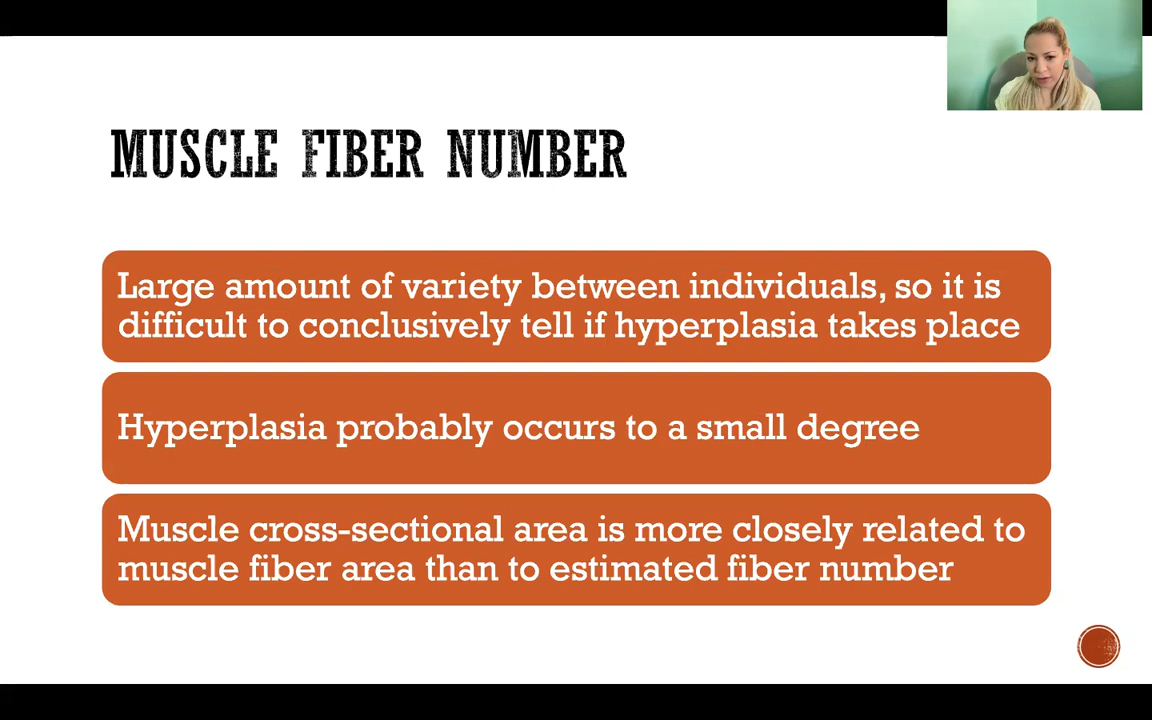 MUSCLE FIBER NUMBER
Large amount of variety between individuals, so it is
difficult to conclusively tell if hyperplasia takes place
Hyperplasia probably occurs to a small degree
Muscle cross-sectional area is more closely related to
muscle fiber area than to estimated fiber number